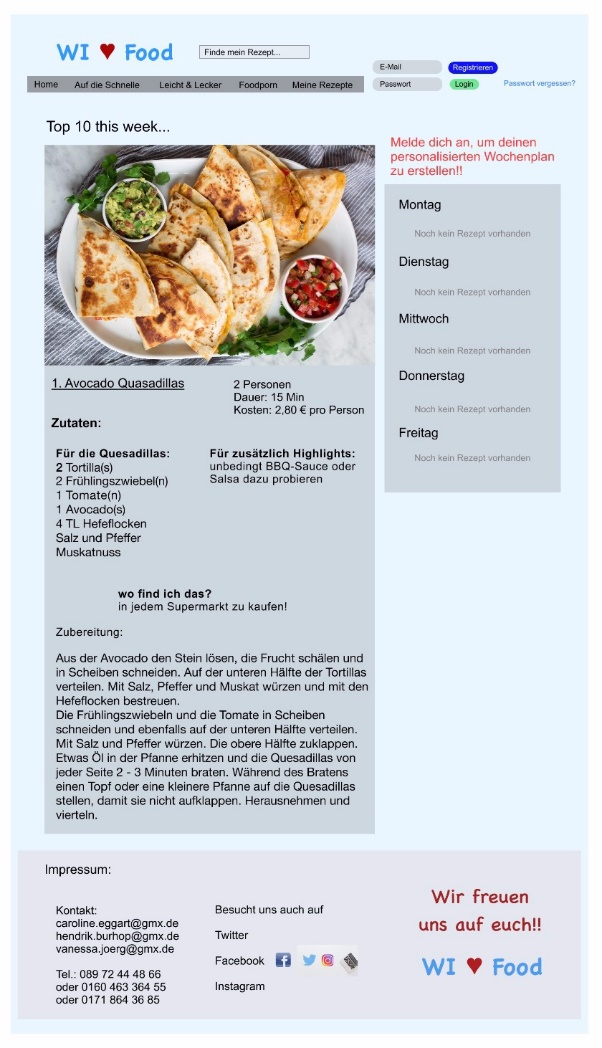 WI ♥ Food
Finde mein Rezept...
E-Mail
Registrieren
Home Auf die Schnelle Leicht & Lecker Foodporn Meine Rezepte
Passwort
Login
Passwort vergessen?
Top 10 this week...
Melde dich an, um deinen
personalisierten Wochenplan
zu erstellen!!
Montag
Noch kein Rezept vorhanden
Dienstag
Noch kein Rezept vorhanden
Mittwoch
Noch kein Rezept vorhanden
Donnerstag
Noch kein Rezept vorhanden
Freitag
Noch kein Rezept vorhanden
1. Avocado Quasadillas
2 Personen
Dauer: 15 Min
Kosten: 2,80 € pro Person
Zutaten:
Für die Quesadillas:
2 Tortilla(s)
2 Frühlingszwiebel(n)
1 Tomate(n)
1 Avocado(s)
4 TL Hefeflocken
Salz und Pfeffer
Muskatnuss
Für zusätzlich Highlights:
unbedingt BBQ-Sauce oder
Salsa dazu probieren
wo find ich das?
in jedem Supermarkt zu kaufen!
Zubereitung:
Aus der Avocado den Stein lösen, die Frucht schälen und
in Scheiben schneiden. Auf der unteren Hälfte der Tortillas
verteilen. Mit Salz, Pfeffer und Muskat würzen und mit den
Hefeflocken bestreuen.
Die Frühlingszwiebeln und die Tomate in Scheiben
schneiden und ebenfalls auf der unteren Hälfte verteilen.
Mit Salz und Pfeffer würzen. Die obere Hälfte zuklappen.
Etwas Öl in der Pfanne erhitzen und die Quesadillas von
jeder Seite 2 - 3 Minuten braten. Während des Bratens
einen Topf oder eine kleinere Pfanne auf die Quesadillas
stellen, damit sie nicht aufklappen. Herausnehmen und
vierteln.
Impressum:
Kontakt:
caroline.eggart@gmx.de
hendrik.burhop@gmx.de
vanessa.joerg@gmx.de
Tel.: 089 72 44 48 66
oder 0160 463 364 55
oder 0171 864 36 85
Besucht uns auch auf
Twitter
Facebook
Instagram
Wir freuen
uns auf euch!!
WI ♥ Food